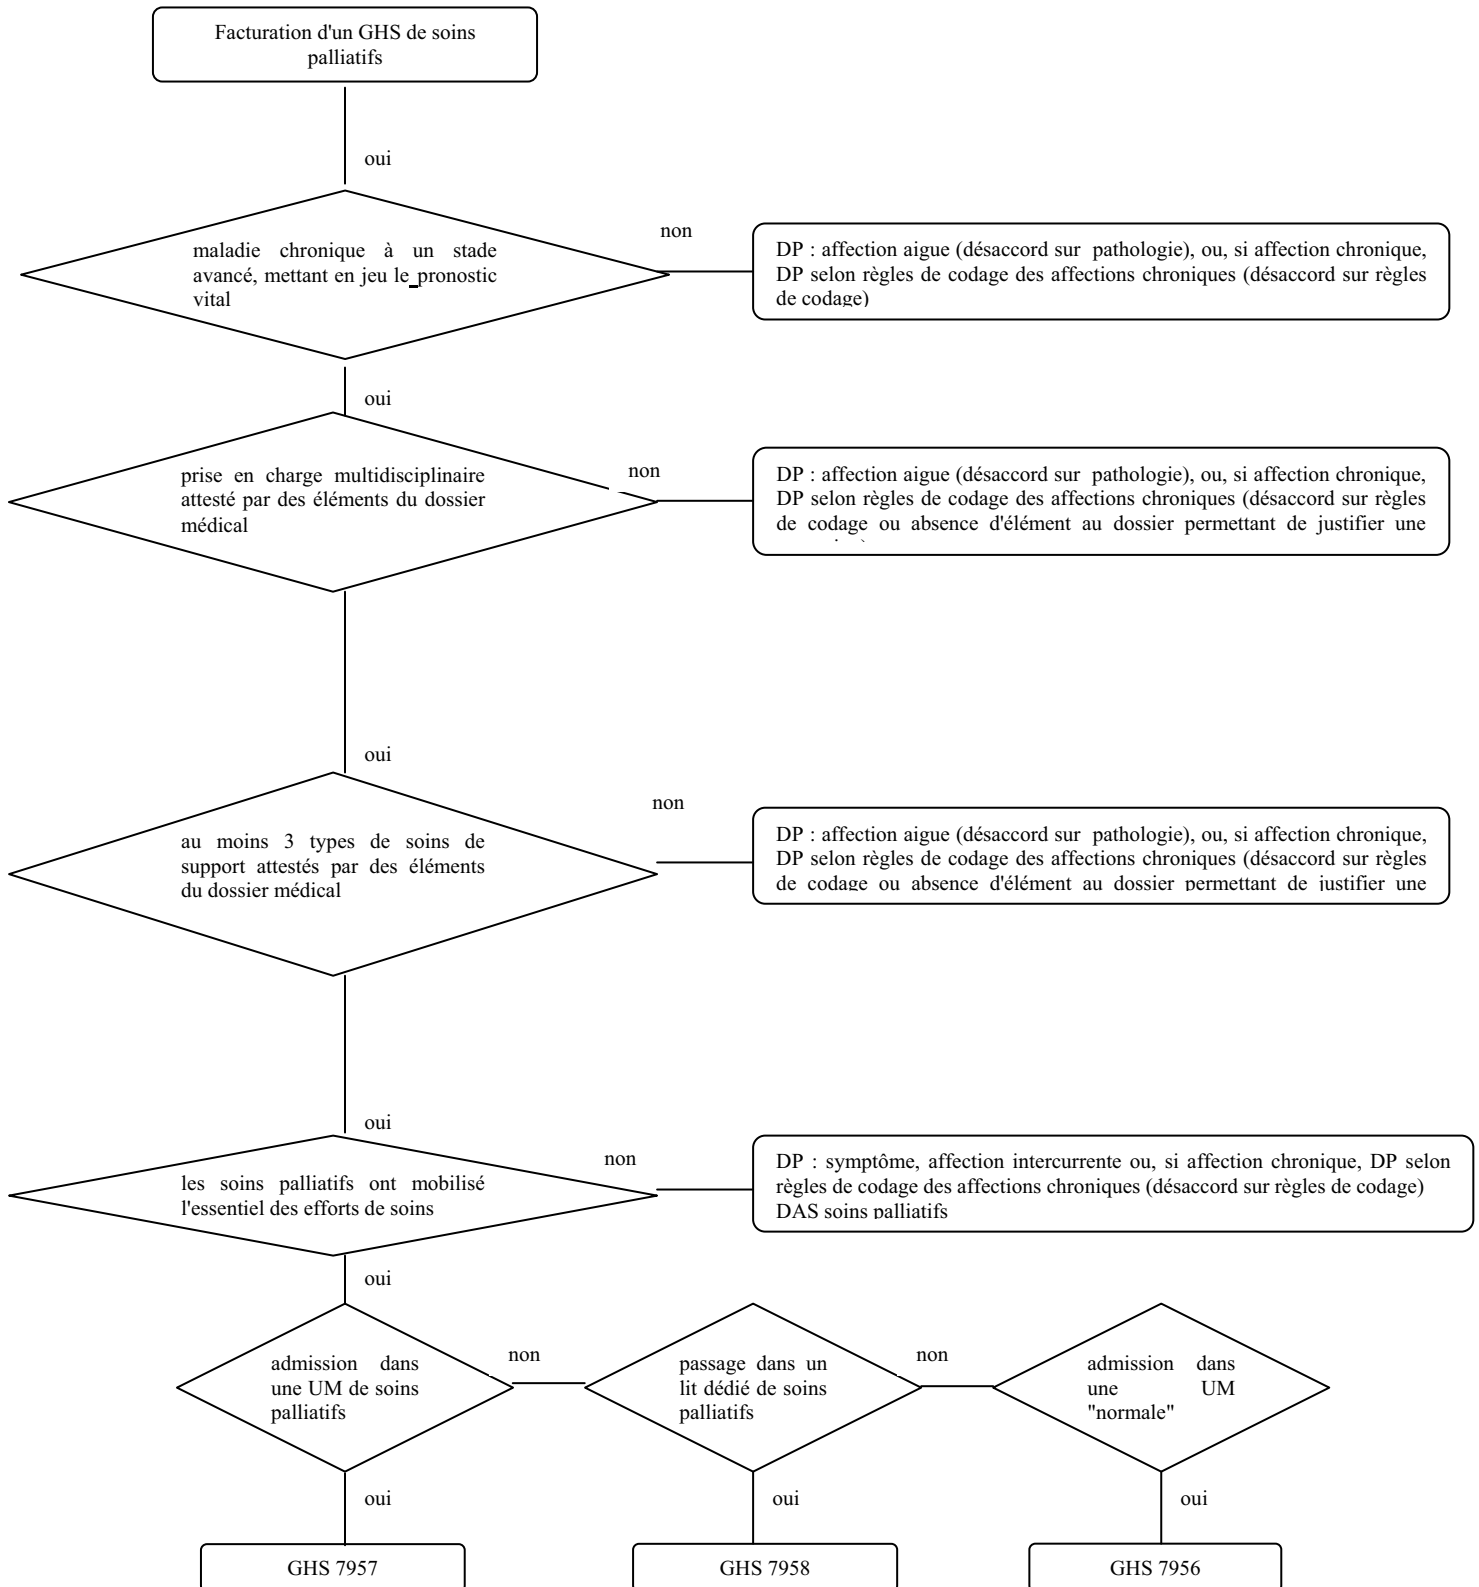 Facturation d'un GHS de soins
palliatifs
oui
maladie chronique à un stade
avancé, mettant en jeu le pronostic
vital
non
DP : affection aigue (désaccord sur pathologie), ou, si affection chronique,
DP selon règles de codage des affections chroniques (désaccord sur règles
de codage)
oui
prise en charge multidisciplinaire
attesté par des éléments du dossier
médical
non
DP : affection aigue (désaccord sur pathologie), ou, si affection chronique,
DP selon règles de codage des affections chroniques (désaccord sur règles
de codage ou absence d'élément au dossier permettant de justifier une
oui
au moins 3 types de soins de
support attestés par des éléments
du dossier médical
non
DP : affection aigue (désaccord sur pathologie), ou, si affection chronique,
DP selon règles de codage des affections chroniques (désaccord sur règles
de codage ou absence d'élément au dossier permettant de justifier une
oui
les soins palliatifs ont mobilisé
l'essentiel des efforts de soins
non
DP : symptôme, affection intercurrente ou, si affection chronique, DP selon
règles de codage des affections chroniques (désaccord sur règles de codage)
DAS soins palliatifs
oui
admission dans
une UM de soins
palliatifs
non
passage dans un
lit dédié de soins
palliatifs
non
admission dans
une UM
"normale"
oui
oui
oui
GHS 7957
GHS 7958
GHS 7956